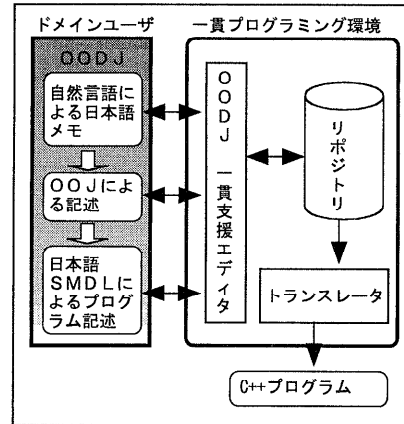 ドメインユーザ
一貫プログラミング環境
OODJ
自然言語に
よる日本語
メモ
OOJによ
る記述
日本語
SMDLに
よるプログ
ラム記述
OODJ 一貫支援エディタ
リポジトリ
トランスレータ
C++プログラム